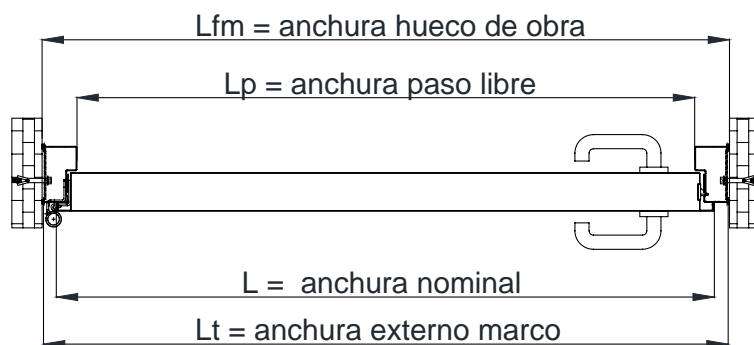 Lfm = anchura hueco de obra
Lp = anchura paso libre
L = anchura nominal
Lt = anchura externo marco